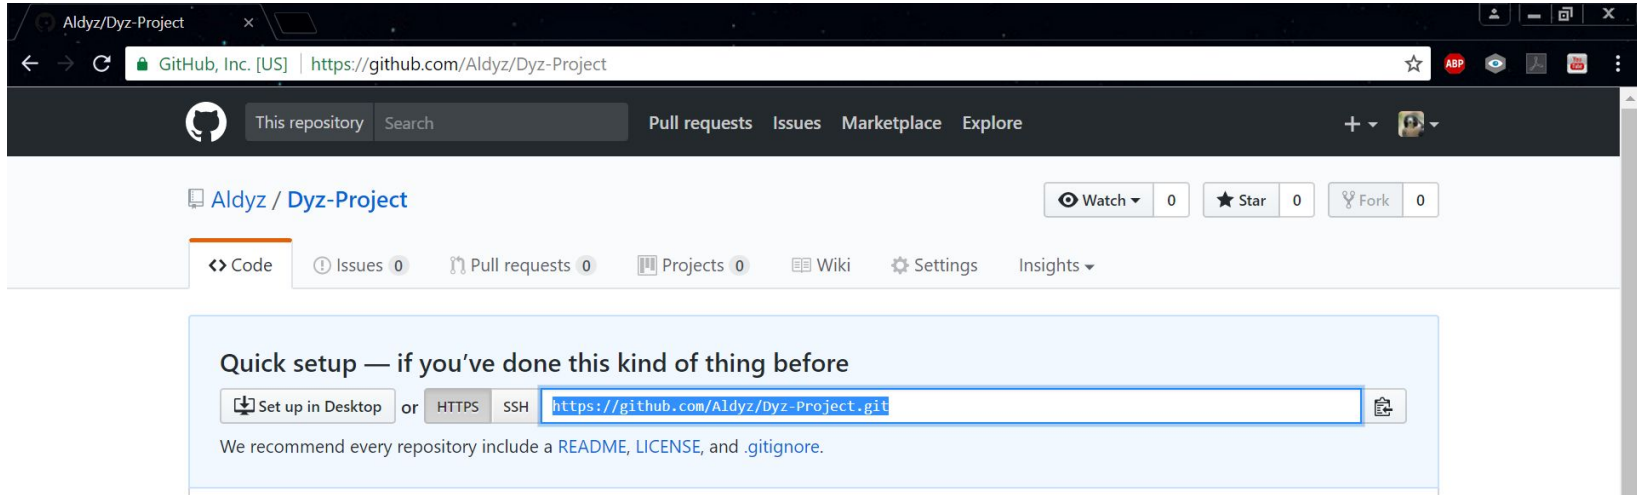 Aldyz/Dyz-Project
GitHub, Inc. [US] | https://github.com/Aldyz/Dyz-Project
ABP
This repository Search Pull requests Issues Marketplace Explore
Aldyz / Dyz-Project Watch 0 Star 0 Fork 0
Code Issues 0 Pull requests 0 Projects 0 Wiki Settings Insights
Quick setup — if you’ve done this kind of thing before
Set up in Desktop or HTTPS SSH https://github.com/Aldyz/Dyz-Project.git
We recommend every repository include a README, LICENSE, and .gitignore.